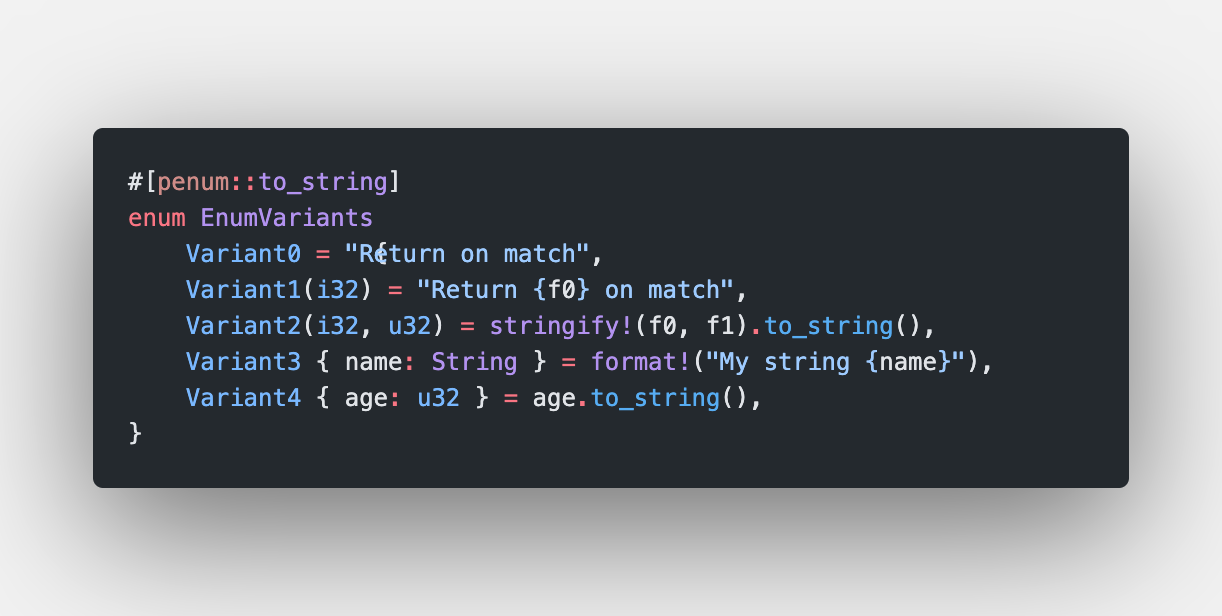 #[penum::to_string]
enum EnumVariants {
    Variant0 = "Return on match",
    Variant1(i32) = "Return {f0} on match",
    Variant2(i32, u32) = stringify!(f0, f1).to_string(),
    Variant3 { name: String } = format!("My string {name}"),
    Variant4 { age: u32 } = age.to_string(),
}